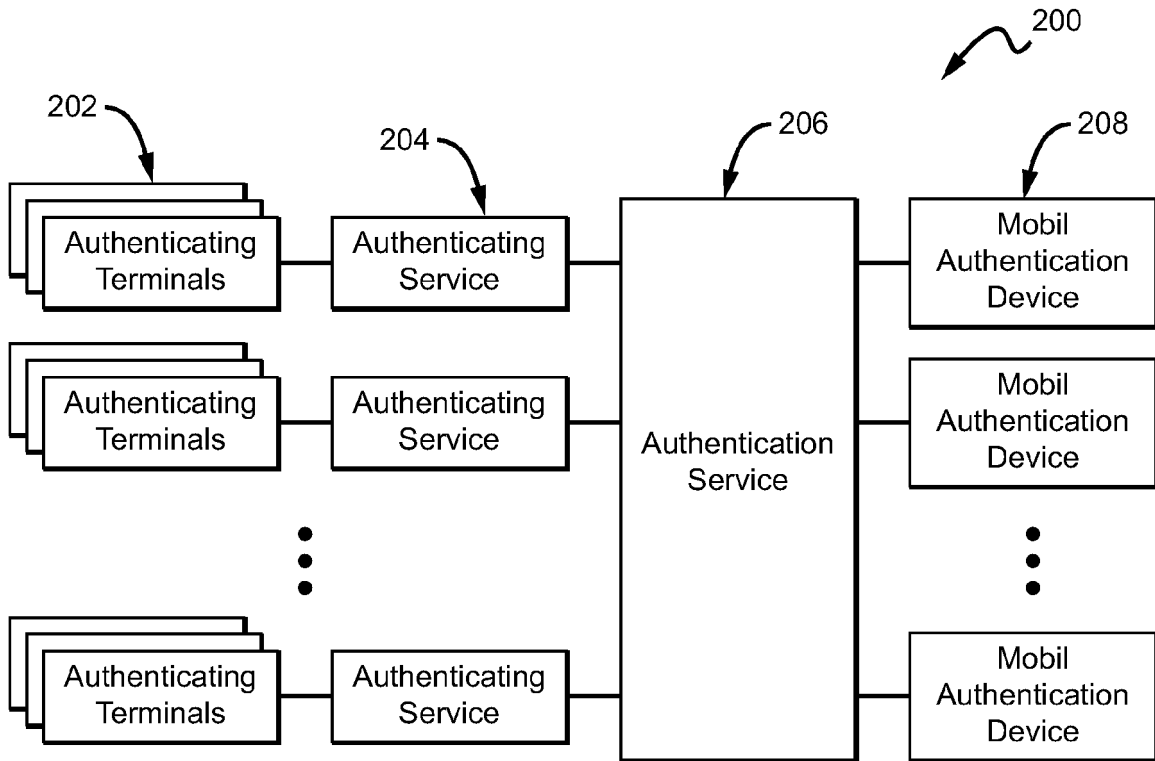 200
202
204
206
208
Authenticating
Terminals
Authenticating
Service
Mobil
Authentication
Device
Authenticating
Terminals
Authenticating
Service
Authentication
Service
Mobil
Authentication
Device
Authenticating
Terminals
Authenticating
Service
Mobil
Authentication
Device